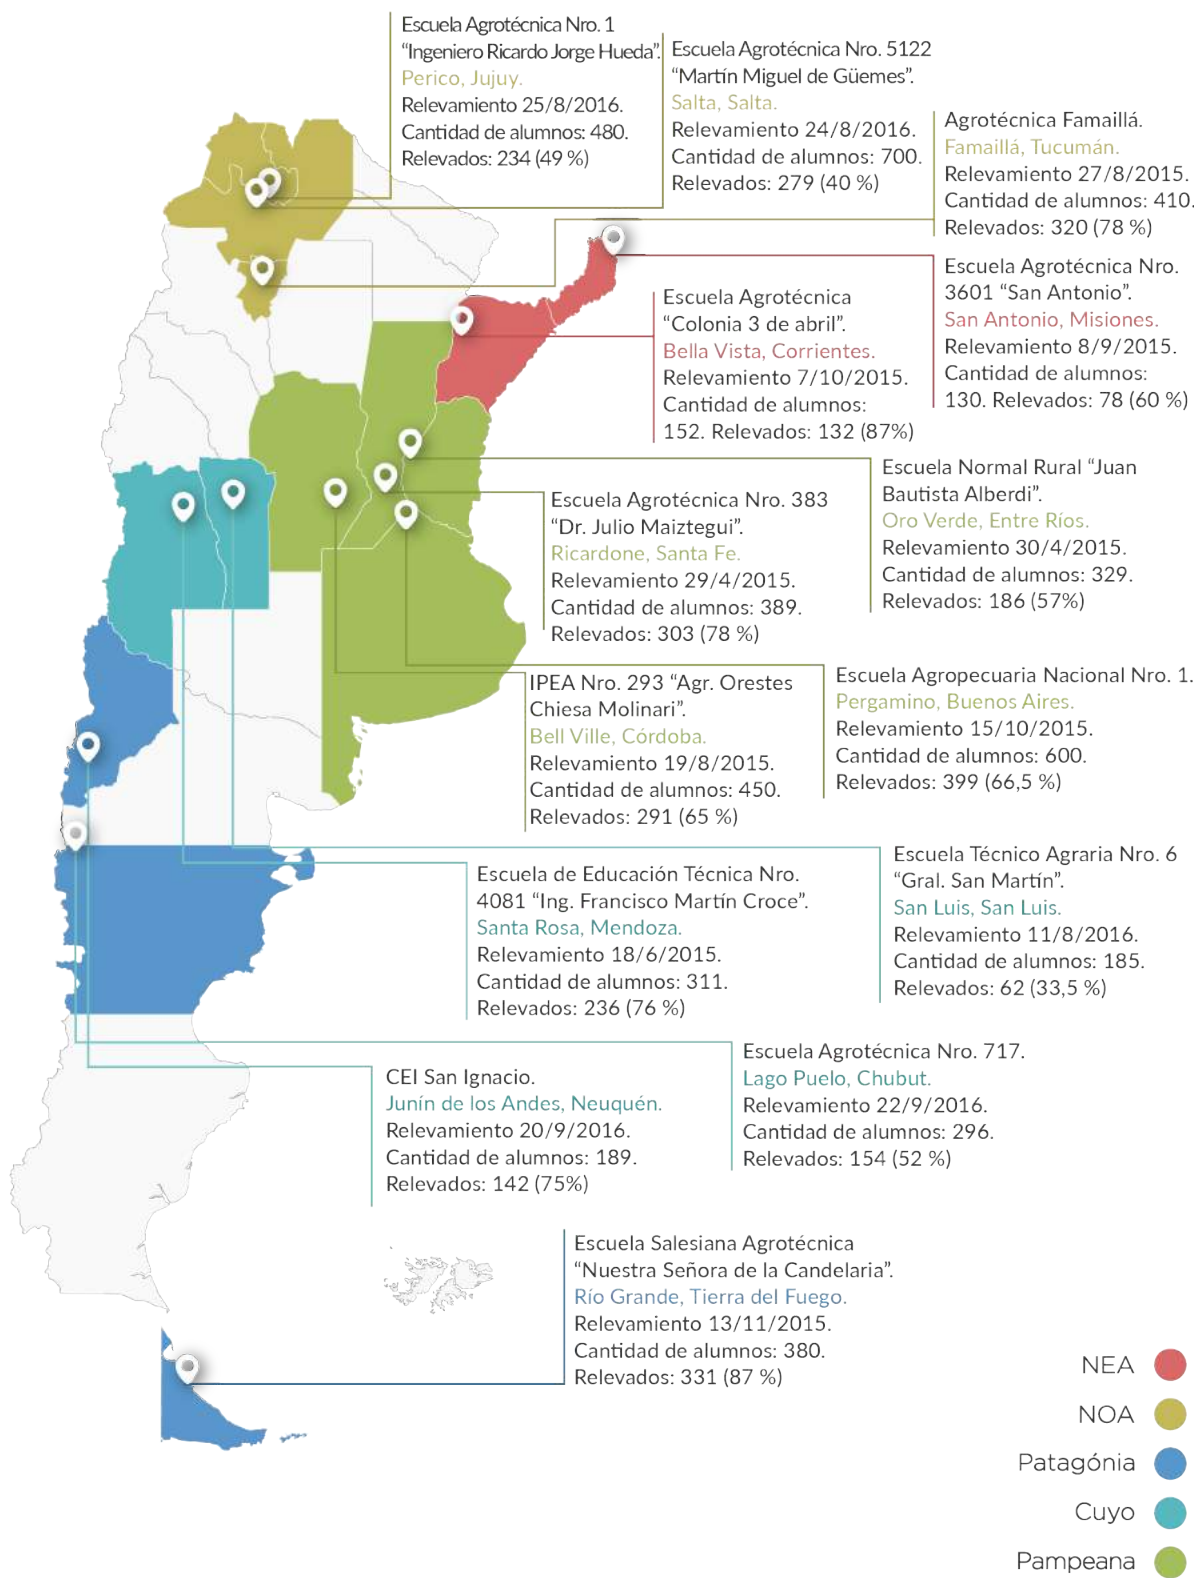 Escuela Agrotécnica Nro. 1
“Ingeniero Ricardo Jorge Hueda”.
Perico, Jujuy.
Relevamiento 25/8/2016.
Cantidad de alumnos: 480.
Relevados: 234 (49 %)
Escuela Agrotécnica Nro. 5122
“Martín Miguel de Güemes”.
Salta, Salta.
Relevamiento 24/8/2016.
Cantidad de alumnos: 700.
Relevados: 279 (40 %)
Agrotécnica Famaillá.
Famaillá, Tucumán.
Relevamiento 27/8/2015.
Cantidad de alumnos: 410.
Relevados: 320 (78 %)
Escuela Agrotécnica Nro.
3601 “San Antonio”.
San Antonio, Misiones.
Relevamiento 8/9/2015.
Cantidad de alumnos:
130. Relevados: 78 (60 %)
Escuela Agrotécnica
“Colonia 3 de abril”.
Bella Vista, Corrientes.
Relevamiento 7/10/2015.
Cantidad de alumnos:
152. Relevados: 132 (87%)
Escuela Normal Rural “Juan
Bautista Alberdi”.
Oro Verde, Entre Ríos.
Relevamiento 30/4/2015.
Cantidad de alumnos: 329.
Relevados: 186 (57%)
Escuela Agrotécnica Nro. 383
“Dr. Julio Maiztegui”.
Ricardone, Santa Fe.
Relevamiento 29/4/2015.
Cantidad de alumnos: 389.
Relevados: 303 (78 %)
Escuela Agropecuaria Nacional Nro. 1.
Pergamino, Buenos Aires.
Relevamiento 15/10/2015.
Cantidad de alumnos: 600.
Relevados: 399 (66,5 %)
IPEA Nro. 293 “Agr. Orestes
Chiesa Molinari”.
Bell Ville, Córdoba.
Relevamiento 19/8/2015.
Cantidad de alumnos: 450.
Relevados: 291 (65 %)
Escuela Técnico Agraria Nro. 6
“Gral. San Martín”.
San Luis, San Luis.
Relevamiento 11/8/2016.
Cantidad de alumnos: 185.
Relevados: 62 (33,5 %)
Escuela de Educación Técnica Nro.
4081 “Ing. Francisco Martín Croce”.
Santa Rosa, Mendoza.
Relevamiento 18/6/2015.
Cantidad de alumnos: 311.
Relevados: 236 (76 %)
Escuela Agrotécnica Nro. 717.
Lago Puelo, Chubut.
Relevamiento 22/9/2016.
Cantidad de alumnos: 296.
Relevados: 154 (52 %)
CEI San Ignacio.
Junín de los Andes, Neuquén.
Relevamiento 20/9/2016.
Cantidad de alumnos: 189.
Relevados: 142 (75%)
Escuela Salesiana Agrotécnica
“Nuestra Señora de la Candelaria”.
Río Grande, Tierra del Fuego.
Relevamiento 13/11/2015.
Cantidad de alumnos: 380.
Relevados: 331 (87 %)
NEA
NOA
Patagónia
Cuyo
Pampeana